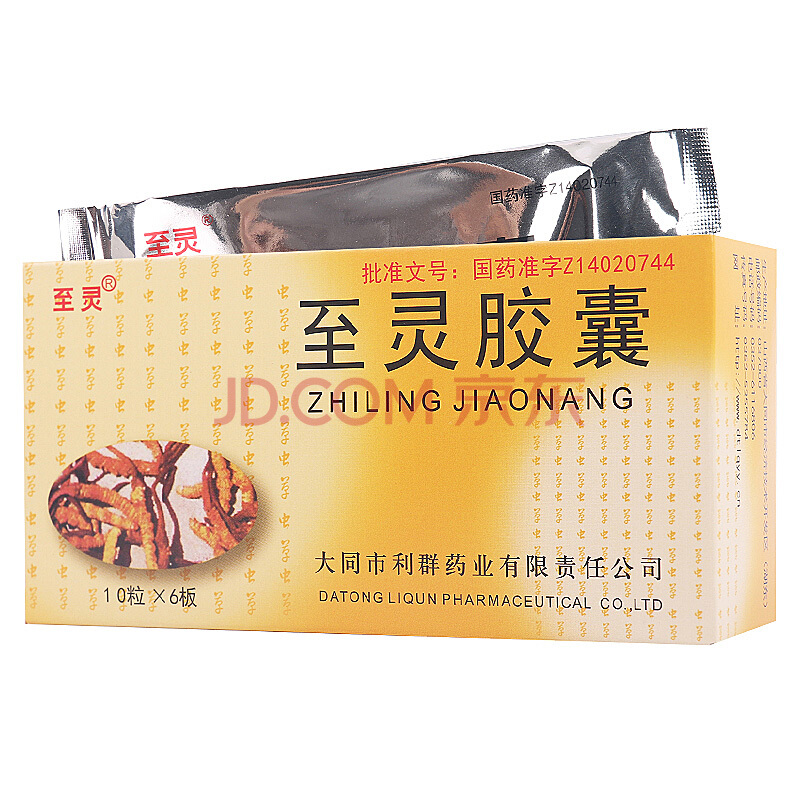 国药准字Z14020744
至灵®
批准文号：国药准字Z14020744
至灵®
至灵胶囊
ZHILING JIAONANG
JD.COM 京东
大同市利群药业有限责任公司
DATONG LIQUN PHARMACEUTICAL CO.,LTD
10粒×6板